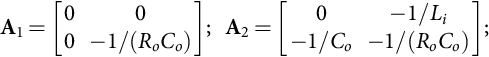 A₁ = [0 0; 0 −1/(RₒCₒ)]; A₂ = [0 −1/Lᵢ; −1/Cₒ −1/(RₒCₒ)];